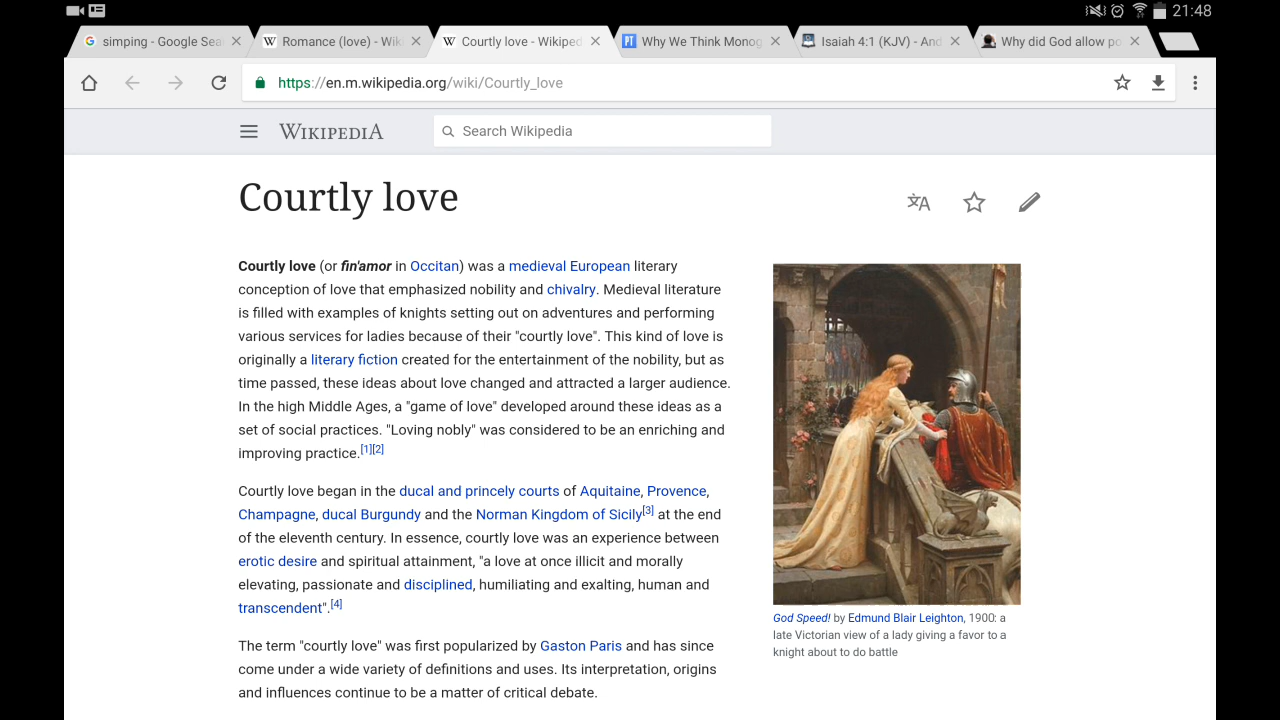 21:48
simping - Google Sea
Romance (love) - Wiki
Courtly love - Wikiped
Why We Think Monog
Isaiah 4:1 (KJV) - And
Why did God allow po
https://en.m.wikipedia.org/wiki/Courtly_love
WIKIPEDIA
Search Wikipedia
Courtly love
Courtly love (or fin'amor in Occitan) was a medieval European literary
conception of love that emphasized nobility and chivalry. Medieval literature
is filled with examples of knights setting out on adventures and performing
various services for ladies because of their "courtly love". This kind of love is
originally a literary fiction created for the entertainment of the nobility, but as
time passed, these ideas about love changed and attracted a larger audience.
In the high Middle Ages, a "game of love" developed around these ideas as a
set of social practices. "Loving nobly" was considered to be an enriching and
improving practice.[1][2]
Courtly love began in the ducal and princely courts of Aquitaine, Provence,
Champagne, ducal Burgundy and the Norman Kingdom of Sicily[3] at the end
of the eleventh century. In essence, courtly love was an experience between
erotic desire and spiritual attainment, "a love at once illicit and morally
elevating, passionate and disciplined, humiliating and exalting, human and
transcendent".[4]
The term "courtly love" was first popularized by Gaston Paris and has since
come under a wide variety of definitions and uses. Its interpretation, origins
and influences continue to be a matter of critical debate.
God Speed! by Edmund Blair Leighton, 1900: a
late Victorian view of a lady giving a favor to a
knight about to do battle